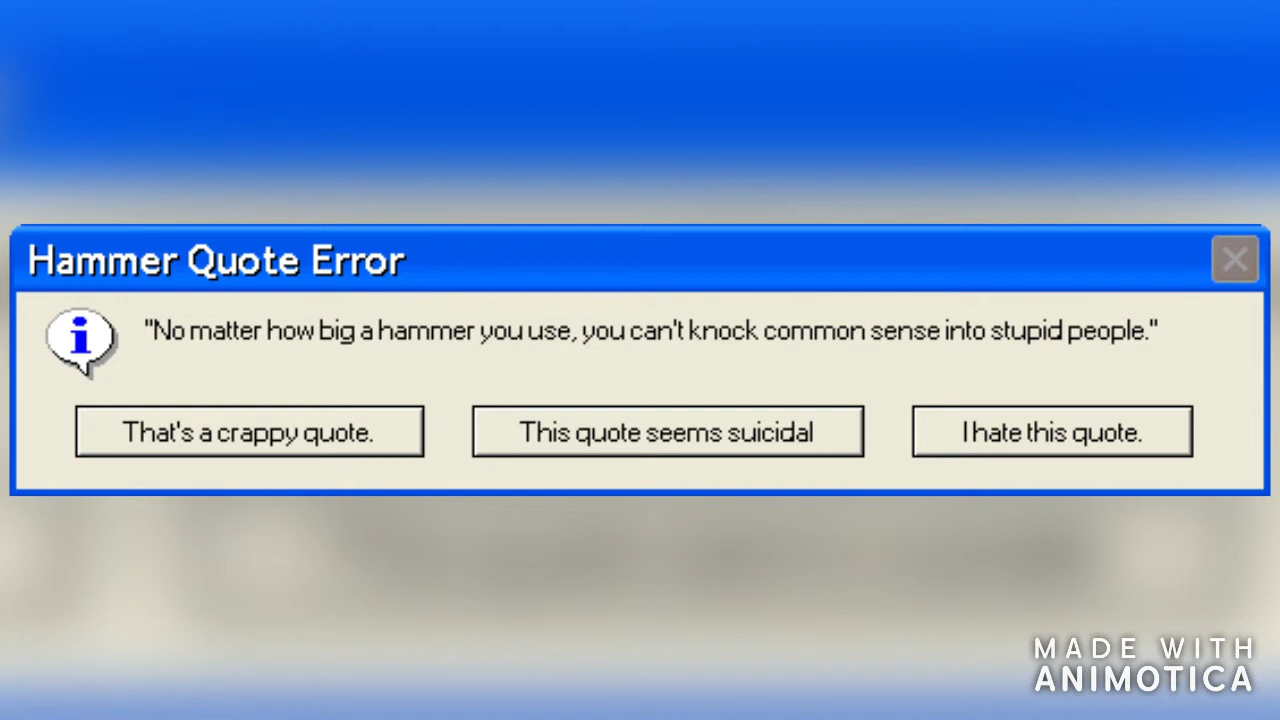 Hammer Quote Error
"No matter how big a hammer you use, you can't knock common sense into stupid people."
That's a crappy quote.
This quote seems suicidal
I hate this quote.
MADE WITH
ANIMOTICA